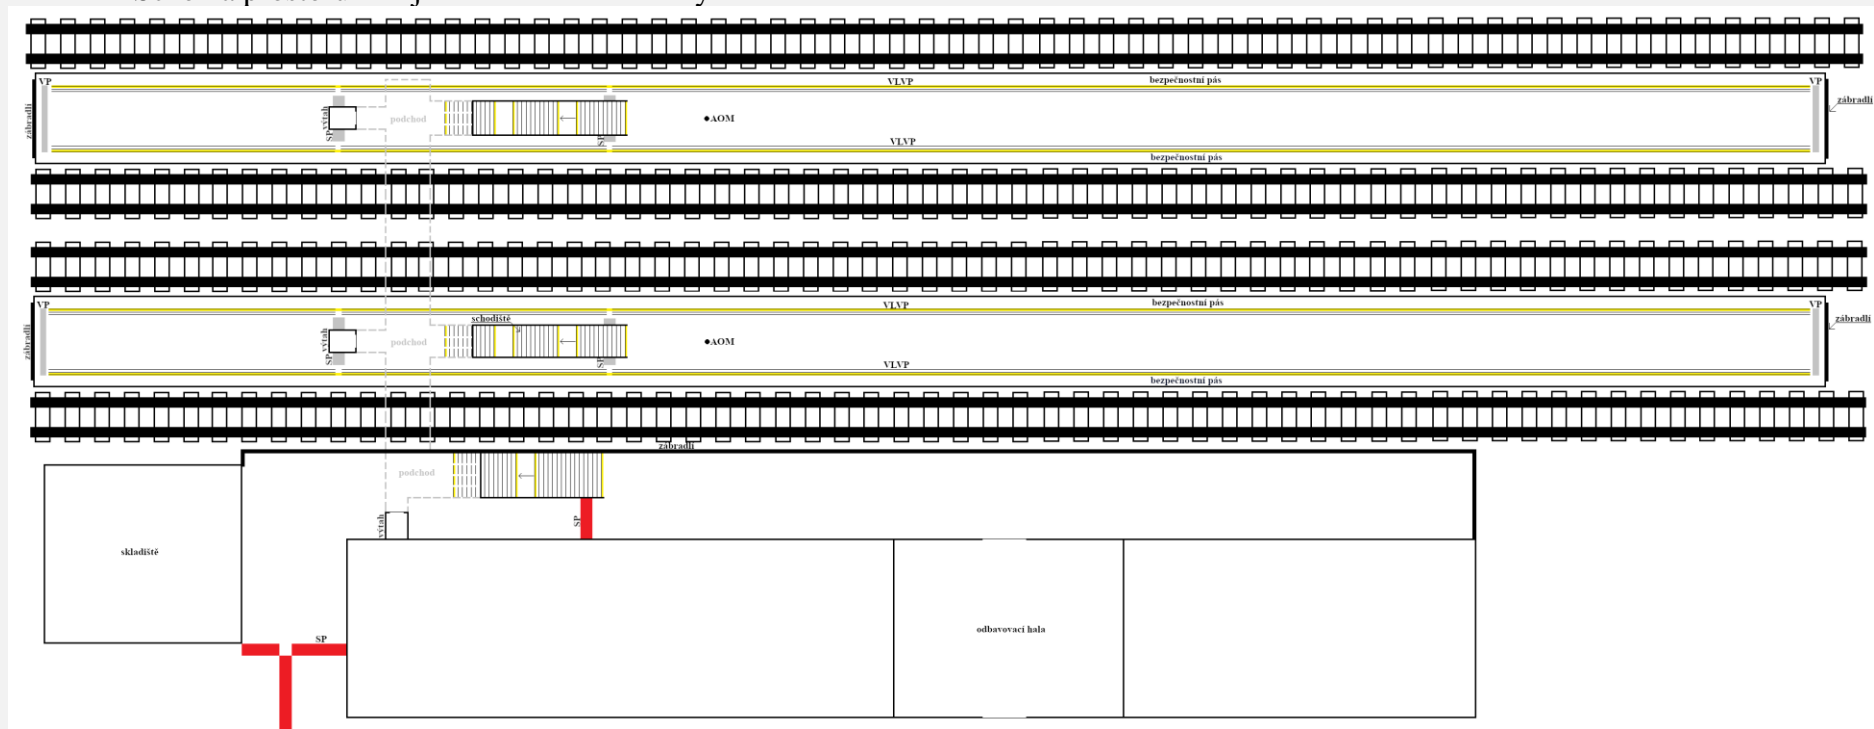 VP
VLVP
bezpečnostní pás
VP
zábradlí
zábradlí
výtah
SP
podchod
SP
AOM
VLVP
bezpečnostní pás
VP
VLVP
bezpečnostní pás
VP
schodiště
zábradlí
zábradlí
výtah
SP
podchod
SP
AOM
VLVP
bezpečnostní pás
zábradlí
podchod
výtah
SP
skladiště
SP
odbavovací hala